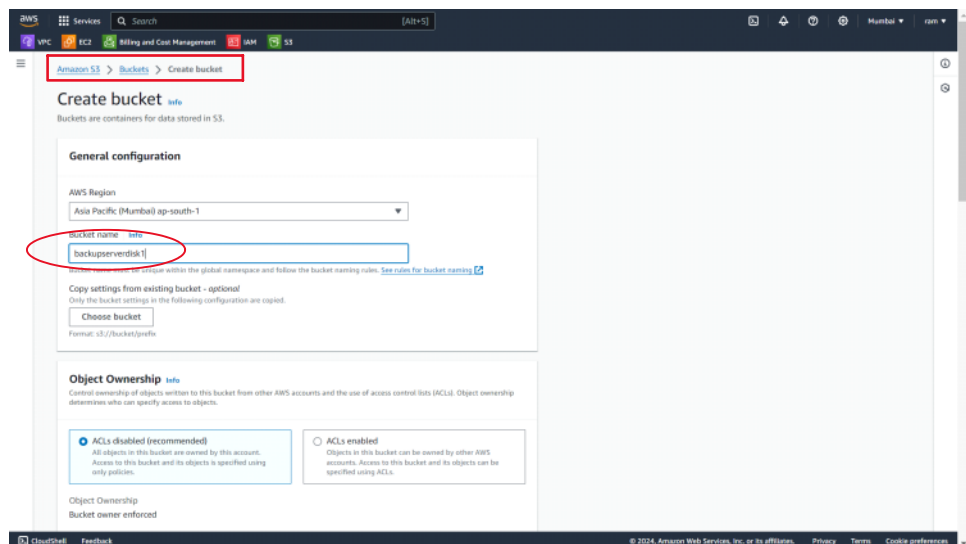 aws Services Search [Alt+S] Mumbai ram
VPC EC2 Billing and Cost Management IAM S3
Amazon S3 > Buckets > Create bucket
Create bucket Info
Buckets are containers for data stored in S3.
General configuration
AWS Region
Asia Pacific (Mumbai) ap-south-1
Bucket name Info
backupserverdisk1
Bucket name must be unique within the global namespace and follow the bucket naming rules. See rules for bucket naming
Copy settings from existing bucket - optional
Only the bucket settings in the following configuration are copied.
Choose bucket
Format: s3://bucket/prefix
Object Ownership Info
Control ownership of objects written to this bucket from other AWS accounts and the use of access control lists (ACLs). Object ownership
determines who can specify access to objects.
ACLs disabled (recommended)
All objects in this bucket are owned by this account.
Access to this bucket and its objects is specified using
only policies.
ACLs enabled
Objects in this bucket can be owned by other AWS
accounts. Access to this bucket and its objects can be
specified using ACLs.
Object Ownership
Bucket owner enforced
CloudShell Feedback © 2024, Amazon Web Services, Inc. or its affiliates. Privacy Terms Cookie preferences